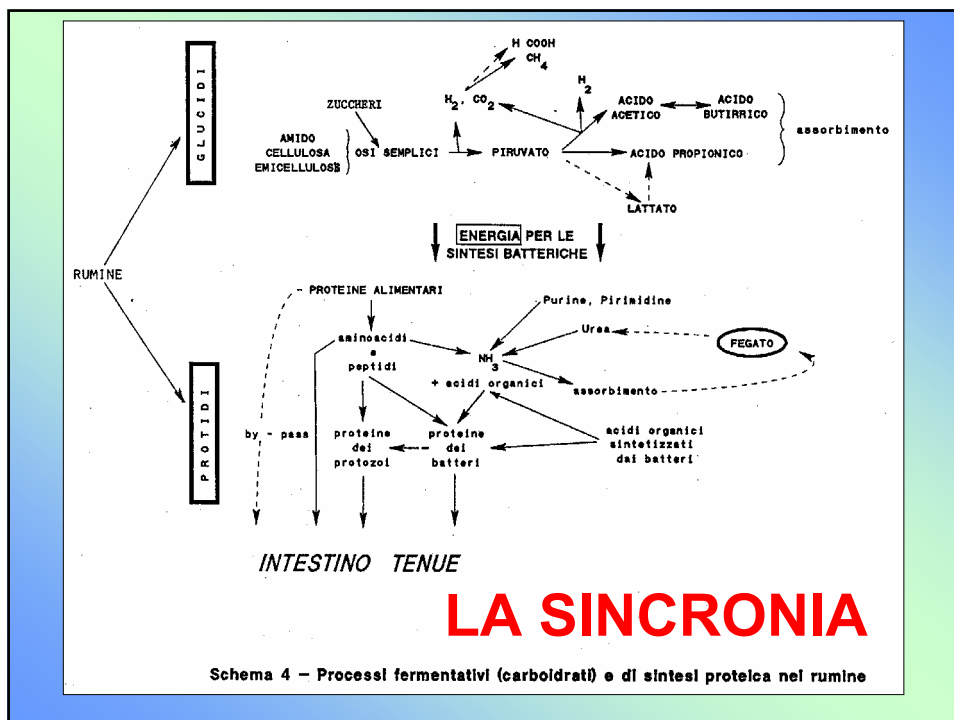 GLUCIDI
H COOH
CH4
H2
ZUCCHERI
H2, CO2
ACIDO
ACETICO
ACIDO
BUTIRRICO
assorbimento
AMIDO
CELLULOSA
EMICELLULOSE
OSI SEMPLICI
PIRUVATO
ACIDO PROPIONICO
LATTATO
ENERGIA PER LE
SINTESI BATTERICHE
RUMINE
PROTIDI
PROTEINE ALIMENTARI
Purine, Pirimidine
aminoacidi
e
peptidi
Urea
FEGATO
NH3
+ acidi organici
assorbimento
by - pass
proteine
dei
protozoi
proteine
dei
batteri
acidi organici
sintetizzati
dai batteri
INTESTINO TENUE
LA SINCRONIA
Schema 4 – Processi fermentativi (carboidrati) e di sintesi proteica nel rumine